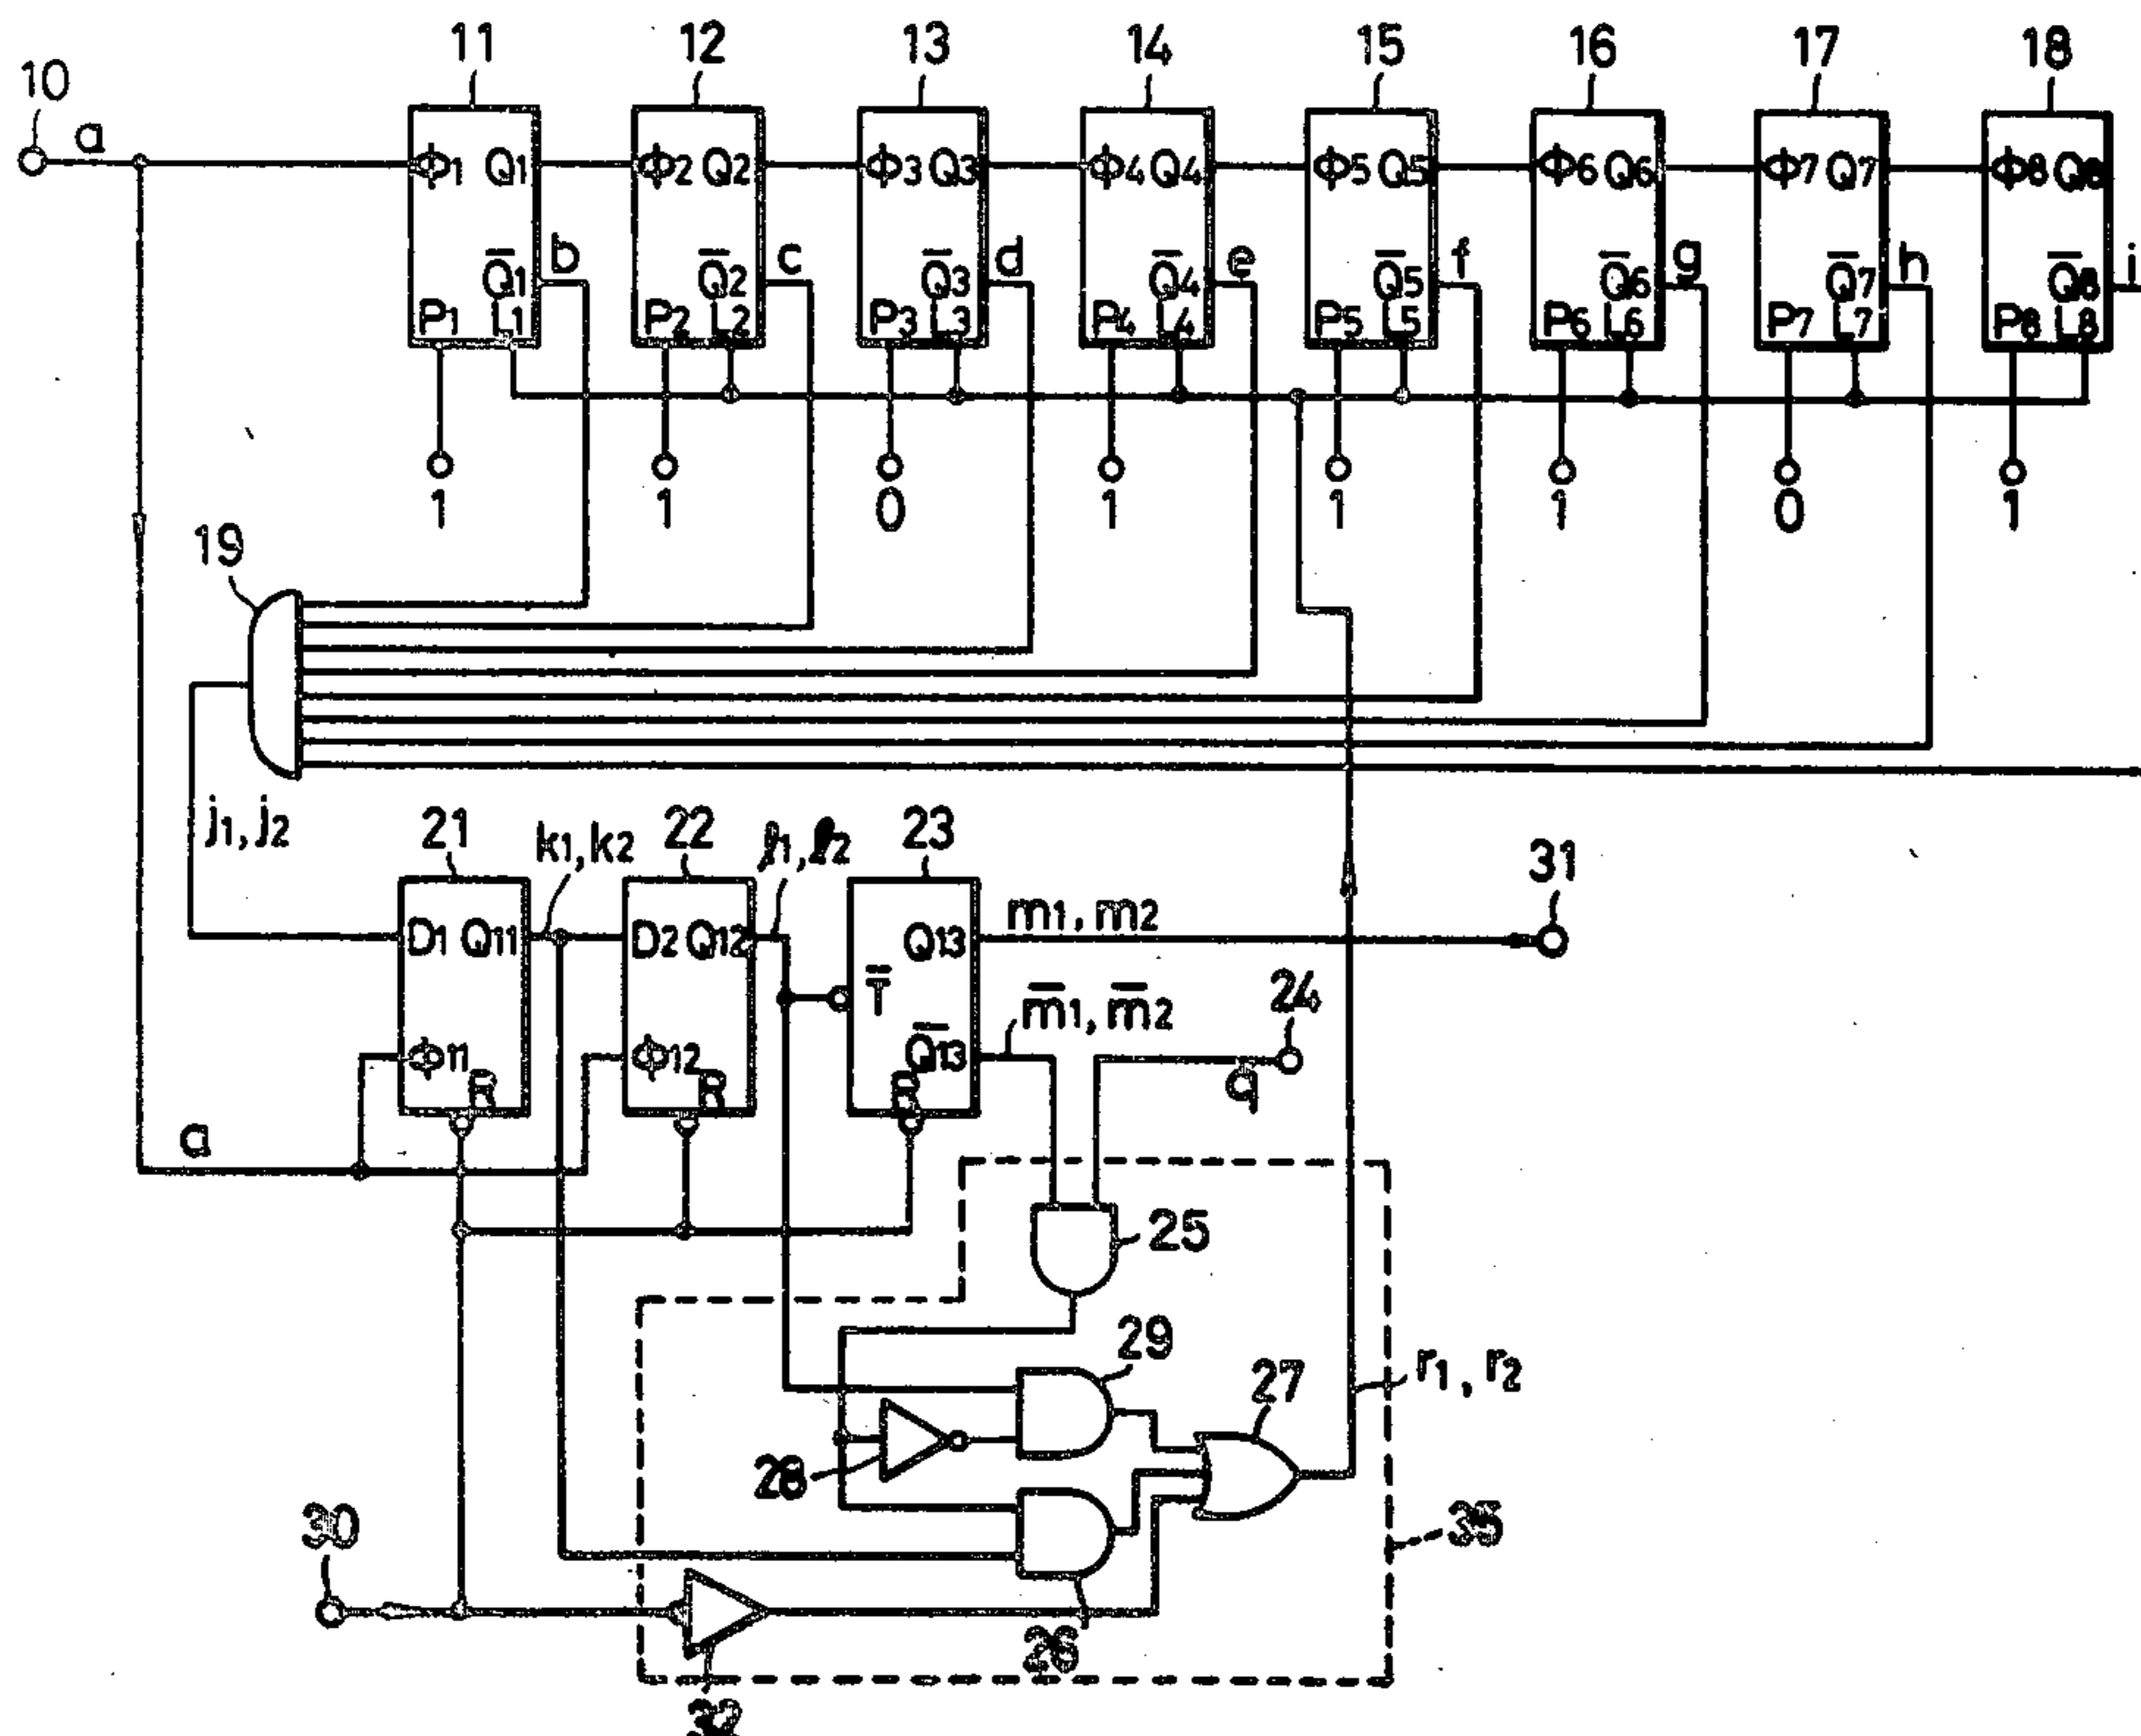 11 12 13 14 15 16 17 18
10
a
Φ1 Q1 Φ2 Q2 Φ3 Q3 Φ4 Q4 Φ5 Q5 Φ6 Q6 Φ7 Q7 Φ8 Q8
b c d e f g h i
Q̅1 Q̅2 Q̅3 Q̅4 Q̅5 Q̅6 Q̅7 Q̅8
P1 L1 P2 L2 P3 L3 P4 L4 P5 L5 P6 L6 P7 L7 P8 L8
1 1 0 1 1 1 0 1
19
j1, j2
21
k1, k2
22
ℓ1, ℓ2
23
31
D1 Q11 D2 Q12 Q13
m1, m2
T̅
m̅1, m̅2
24
Φ11 R Φ12 R Q̅13 R
q
a
25
29
27
r1, r2
28
30
35
26
32